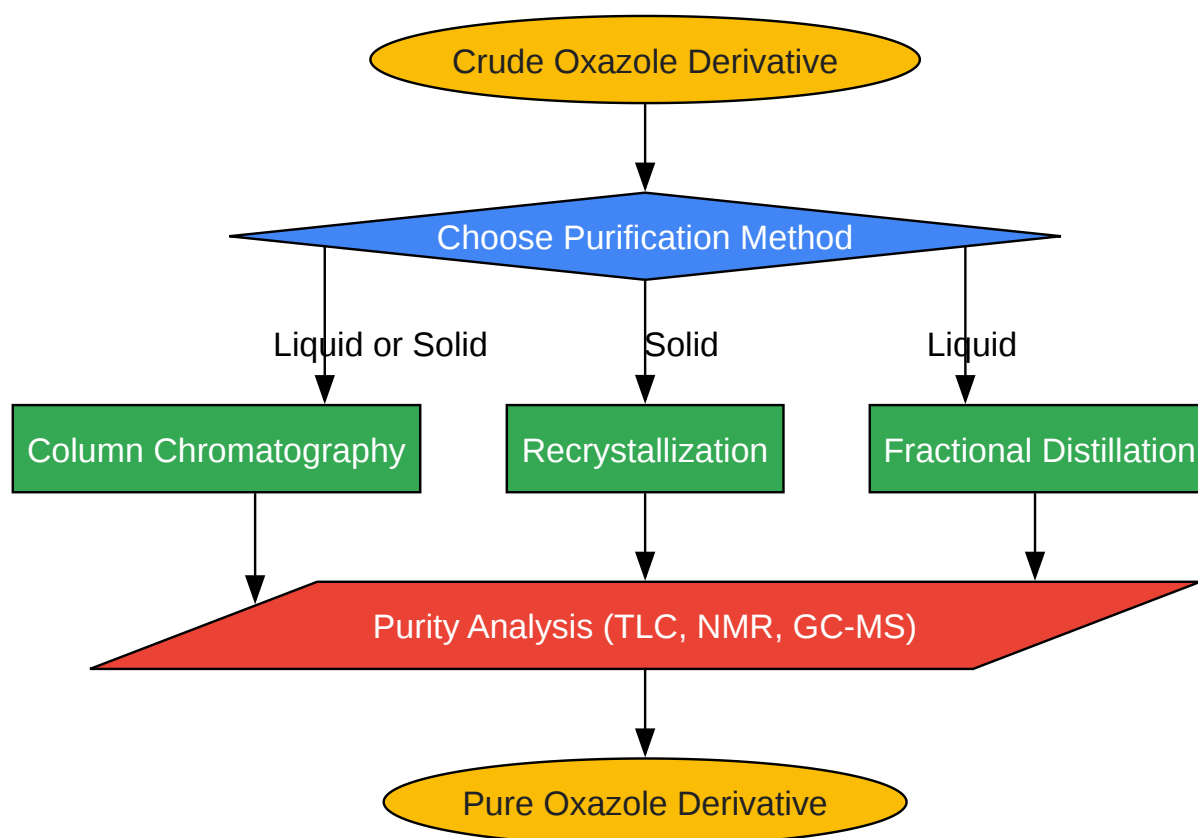 Crude Oxazole Derivative
Choose Purification Method
Liquid or Solid
Solid
Liquid
Column Chromatography
Recrystallization
Fractional Distillation
Purity Analysis (TLC, NMR, GC-MS)
Pure Oxazole Derivative